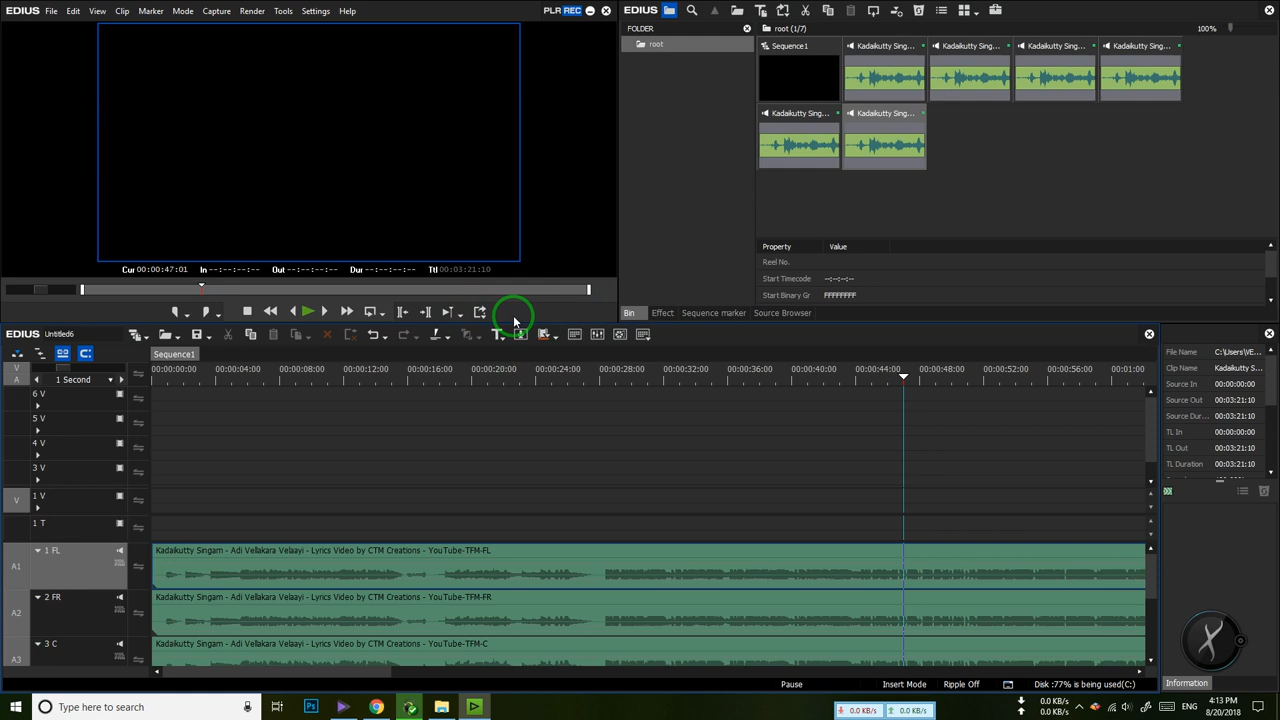 EDIUS File Edit View Clip Marker Mode Capture Render Tools Settings Help PLR REC
Cur 00:00:47:01 In --:--:--:-- Out --:--:--:-- Dur --:--:--:-- Ttl 00:03:21:10
EDIUS
FOLDER
root
root (1/7)
100%
Sequence1
Kadaikutty Sing...
Kadaikutty Sing...
Kadaikutty Sing...
Kadaikutty Sing...
Kadaikutty Sing...
Kadaikutty Sing...
Property Value
Reel No.
Start Timecode --:--:--:--
Start Binary Gr FFFFFFFF
Bin Effect Sequence marker Source Browser
EDIUS Untitled6
Sequence1
V
A
1 Second
00:00:00:00 00:00:04:00 00:00:08:00 00:00:12:00 00:00:16:00 00:00:20:00 00:00:24:00 00:00:28:00 00:00:32:00 00:00:36:00 00:00:40:00 00:00:44:00 00:00:48:00 00:00:52:00 00:00:56:00 00:01:00
6 V
5 V
4 V
3 V
V 1 V
1 T
A1 1 FL
Kadaikutty Singam - Adi Vellakara Velaayi - Lyrics Video by CTM Creations - YouTube-TFM-FL
A2 2 FR
Kadaikutty Singam - Adi Vellakara Velaayi - Lyrics Video by CTM Creations - YouTube-TFM-FR
A3 3 C
Kadaikutty Singam - Adi Vellakara Velaayi - Lyrics Video by CTM Creations - YouTube-TFM-C
File Name C:\Users\VE...
Clip Name Kadaikutty S...
Source In 00:00:00:00
Source Out 00:03:21:10
Source Dur... 00:03:21:10
TL In 00:00:00:00
TL Out 00:03:21:10
TL Duration 00:03:21:10
Information
Pause Insert Mode Ripple Off Disk :77% is being used(C:)
Type here to search
0.0 KB/s 0.0 KB/s
0.0 KB/s
0.0 KB/s
4:13 PM
8/20/2018